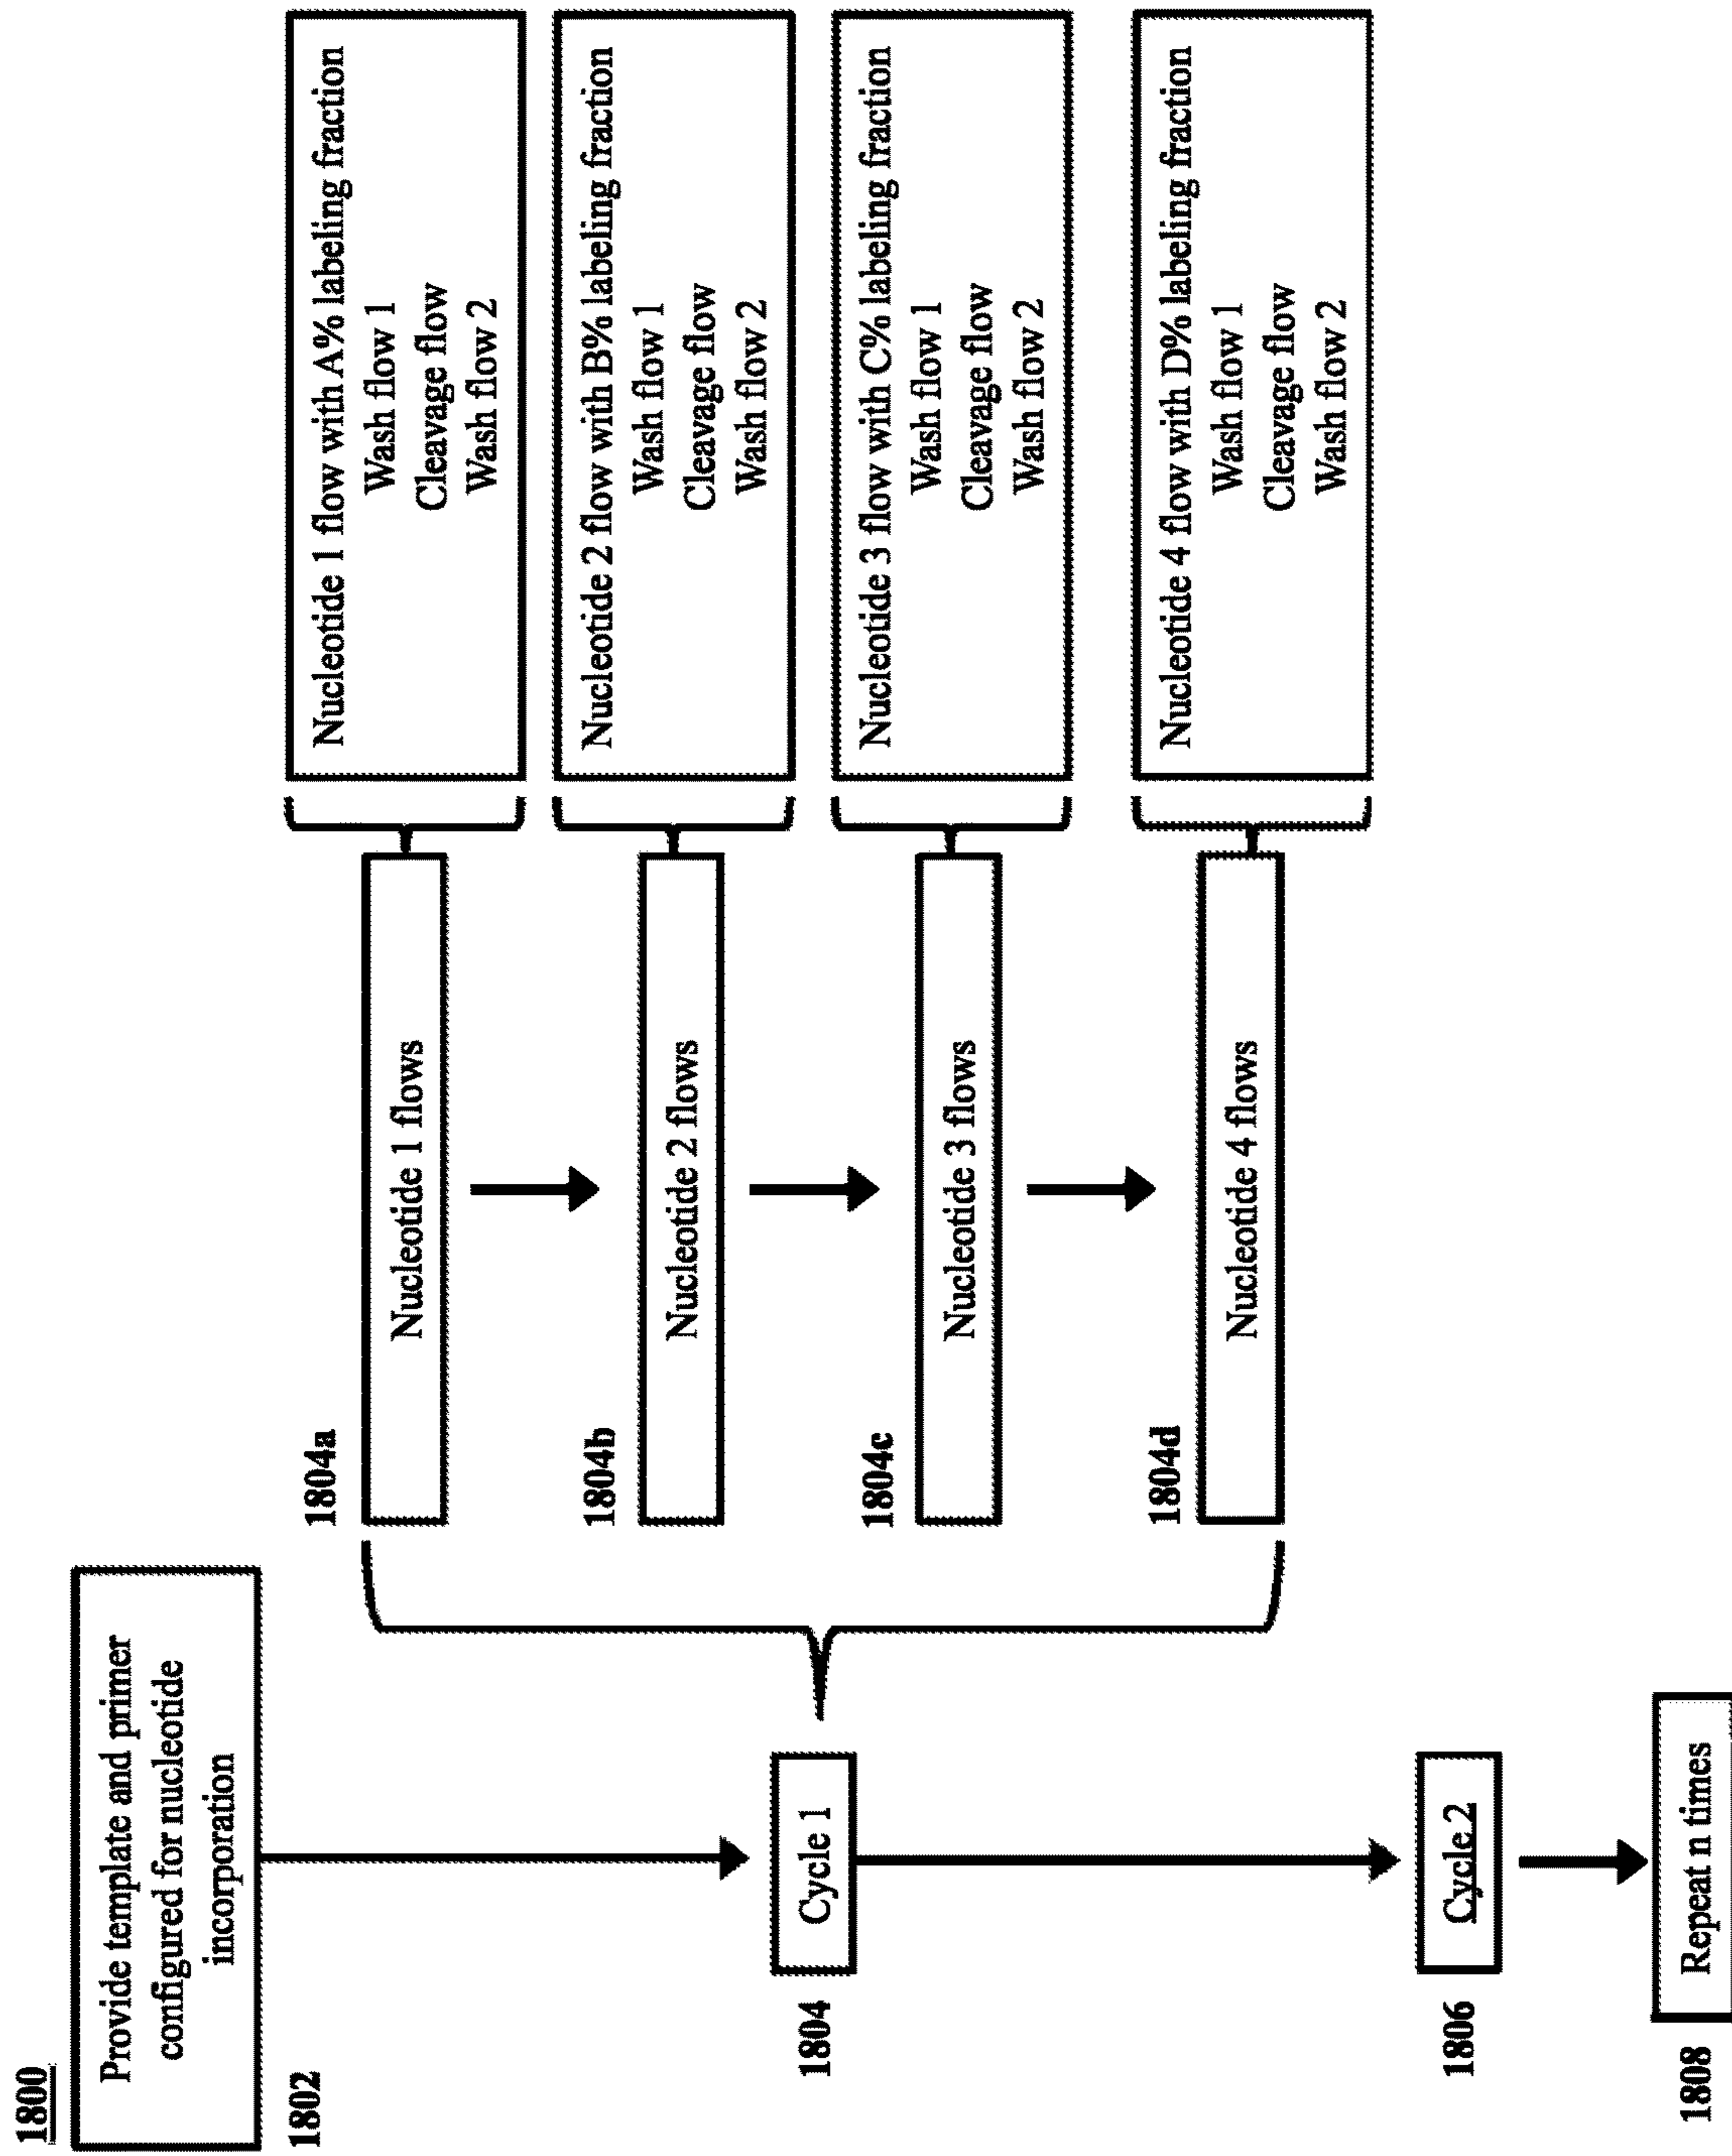 1800
Provide template and primer
configured for nucleotide
incorporation
1802
Cycle 1
1804
1804a
Nucleotide 1 flows
Nucleotide 1 flow with A% labeling fraction
Wash flow 1
Cleavage flow
Wash flow 2
1804b
Nucleotide 2 flows
Nucleotide 2 flow with B% labeling fraction
Wash flow 1
Cleavage flow
Wash flow 2
1804c
Nucleotide 3 flows
Nucleotide 3 flow with C% labeling fraction
Wash flow 1
Cleavage flow
Wash flow 2
1804d
Nucleotide 4 flows
Nucleotide 4 flow with D% labeling fraction
Wash flow 1
Cleavage flow
Wash flow 2
Cycle 2
1806
Repeat n times
1808